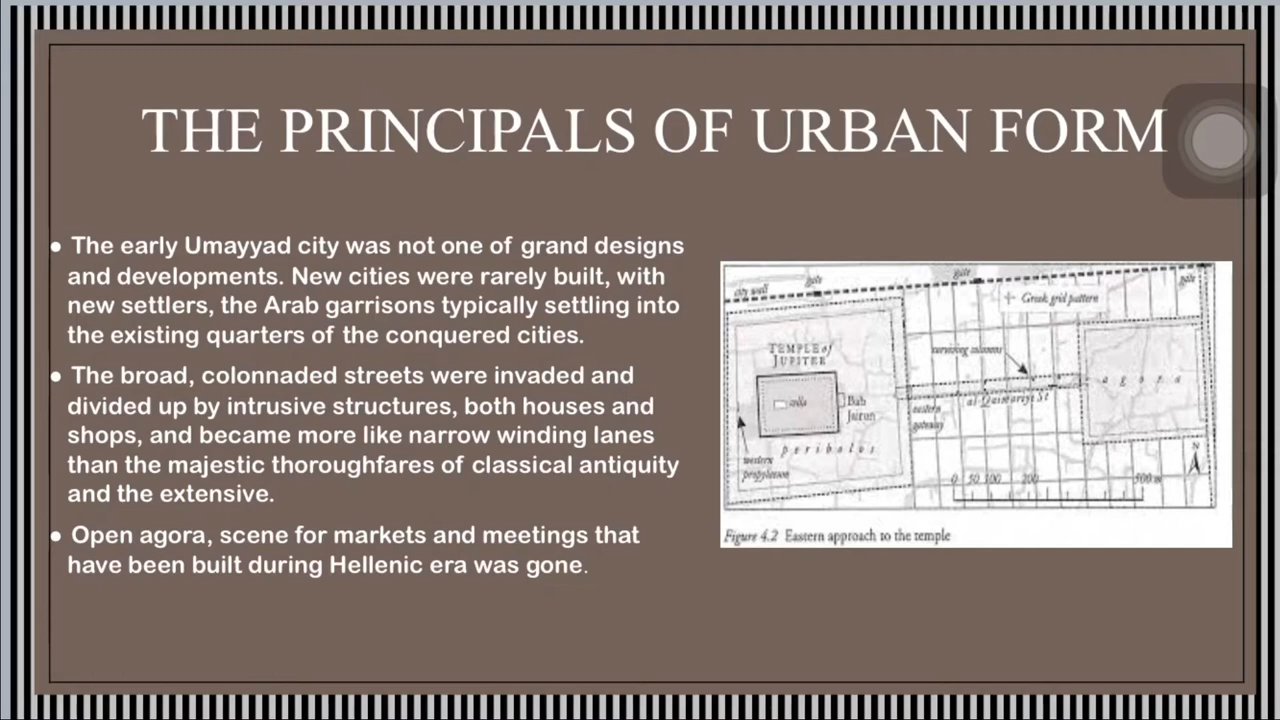 THE PRINCIPALS OF URBAN FORM
• The early Umayyad city was not one of grand designs
and developments. New cities were rarely built, with
new settlers, the Arab garrisons typically settling into
the existing quarters of the conquered cities.
• The broad, colonnaded streets were invaded and
divided up by intrusive structures, both houses and
shops, and became more like narrow winding lanes
than the majestic thoroughfares of classical antiquity
and the extensive.
• Open agora, scene for markets and meetings that
have been built during Hellenic era was gone.
city wall
gate
gate
gate
Greek grid pattern
TEMPLE of
JUPITER
surviving columns
cella
Bab
Jairun
agora
al-Qaimariye St
eastern
gateway
peribolus
western
propylaeon
N
0 50 100 200 500 m
Figure 4.2 Eastern approach to the temple